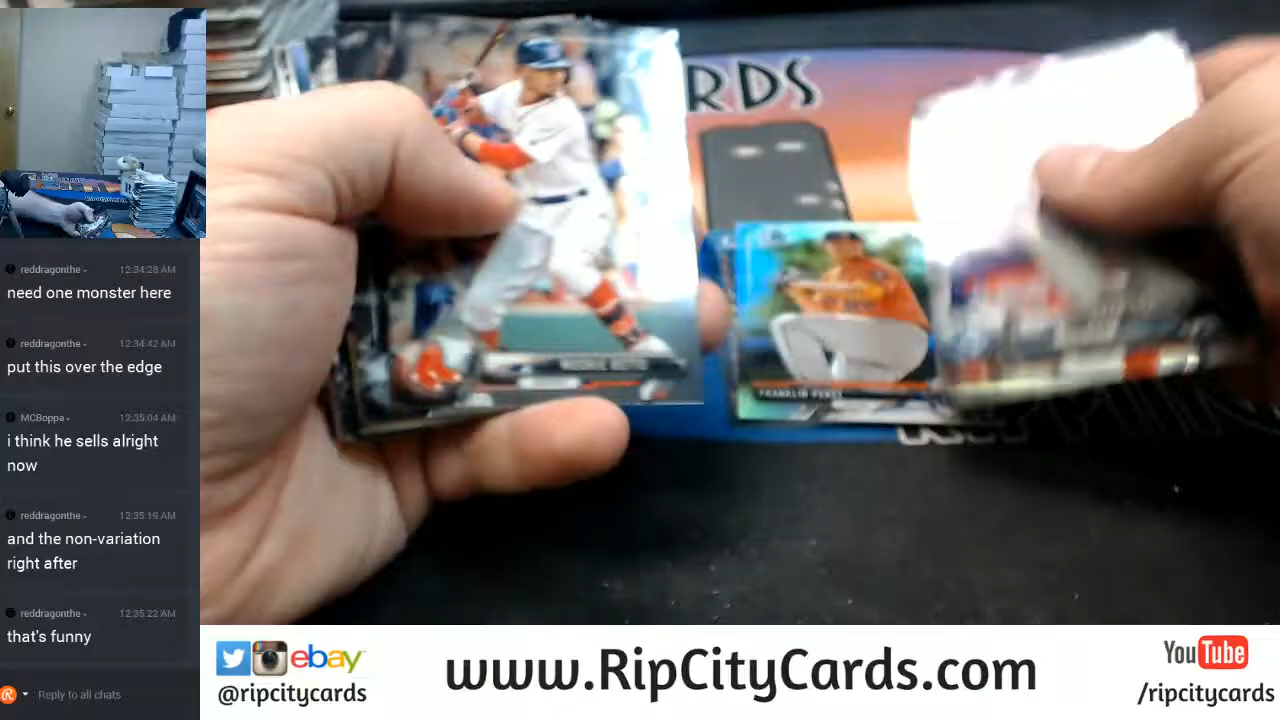 reddragonthe - 12:34:28 AM
need one monster here
reddragonthe - 12:34:42 AM
put this over the edge
MCBoppa - 12:35:04 AM
i think he sells alright
now
reddragonthe - 12:35:19 AM
and the non-variation
right after
reddragonthe - 12:35:22 AM
that's funny
Reply to all chats
RDS
FRANKLIN PEREZ
ebay
@ripcitycards
www.RipCityCards.com
YouTube
/ripcitycards